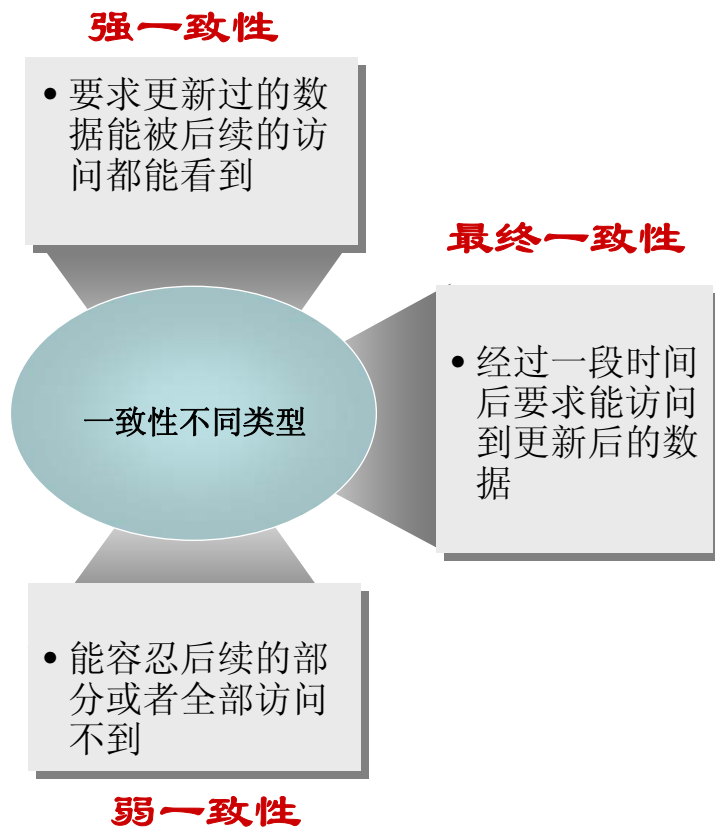 强一致性
• 要求更新过的数
据能被后续的访
问都能看到
最终一致性
• 经过一段时间
后要求能访问
到更新后的数
据
一致性不同类型
• 能容忍后续的部
分或者全部访问
不到
弱一致性